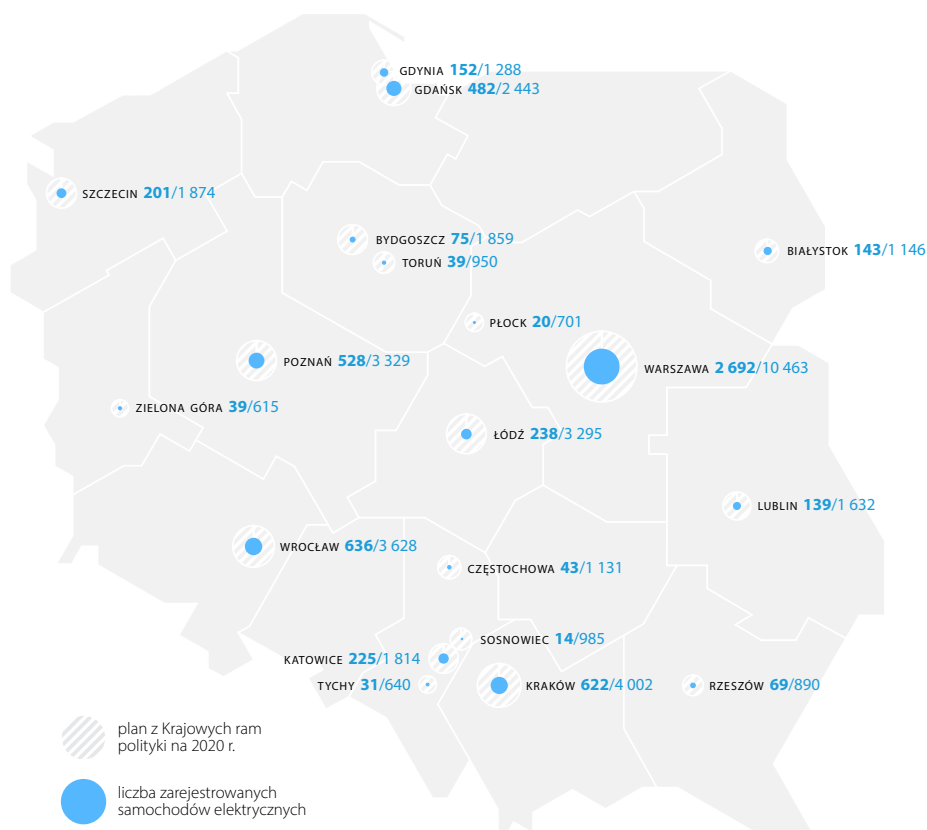 GDYNIA 152/1 288
GDAŃSK 482/2 443
SZCZECIN 201/1 874
BYDGOSZCZ 75/1 859
BIAŁYSTOK 143/1 146
TORUŃ 39/950
PŁOCK 20/701
POZNAŃ 528/3 329
WARSZAWA 2 692/10 463
ZIELONA GÓRA 39/615
ŁÓDŹ 238/3 295
LUBLIN 139/1 632
WROCŁAW 636/3 628
CZĘSTOCHOWA 43/1 131
SOSNOWIEC 14/985
KATOWICE 225/1 814
TYCHY 31/640
KRAKÓW 622/4 002
RZESZÓW 69/890
plan z Krajowych ram
polityki na 2020 r.
liczba zarejestrowanych
samochodów elektrycznych